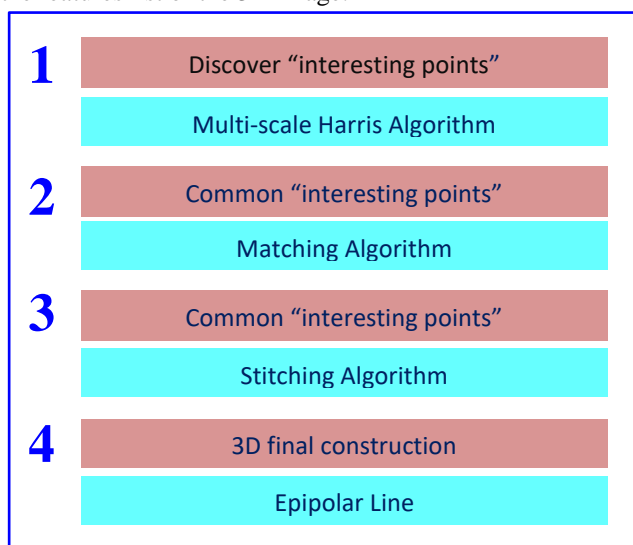 1
Discover “interesting points”
Multi-scale Harris Algorithm
2
Common “interesting points”
Matching Algorithm
3
Common “interesting points”
Stitching Algorithm
4
3D final construction
Epipolar Line